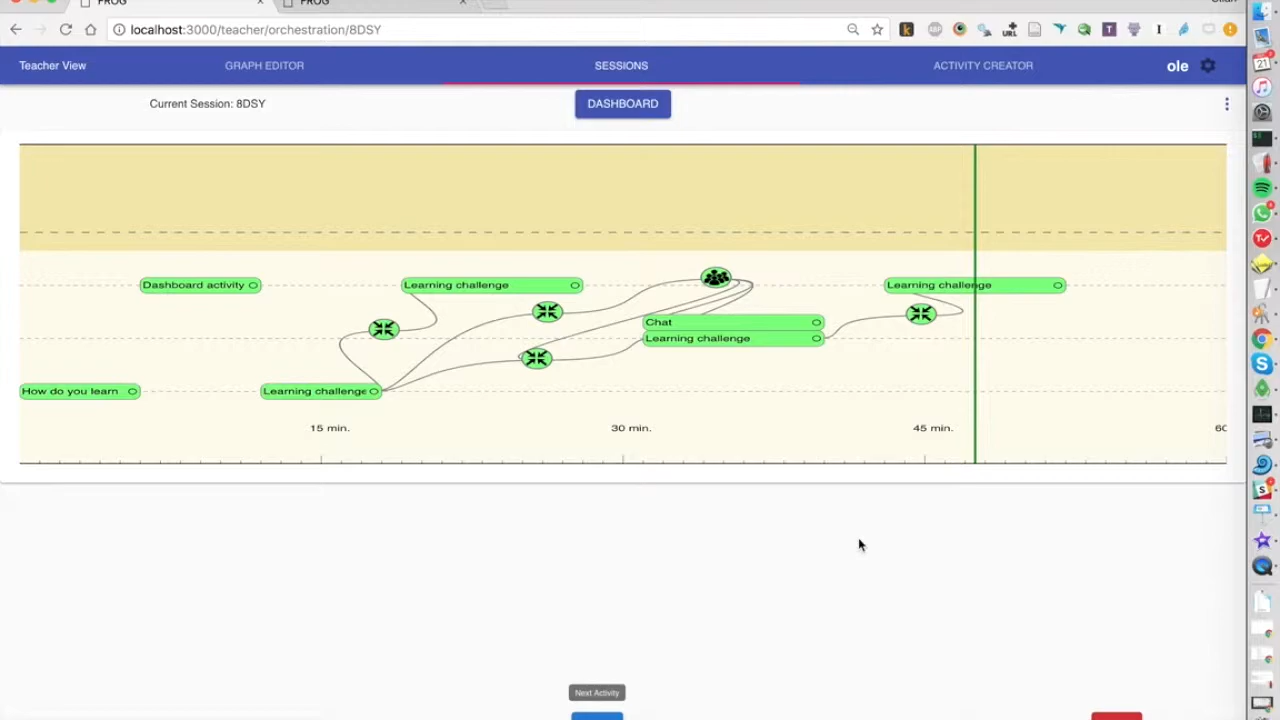 FROG
FROG
localhost:3000/teacher/orchestration/8DSY
Teacher View
GRAPH EDITOR
SESSIONS
ACTIVITY CREATOR
ole
Current Session: 8DSY
DASHBOARD
Dashboard activity
Learning challenge
Learning challenge
Chat
Learning challenge
How do you learn
Learning challenge
15 min.
30 min.
45 min.
60
Next Activity